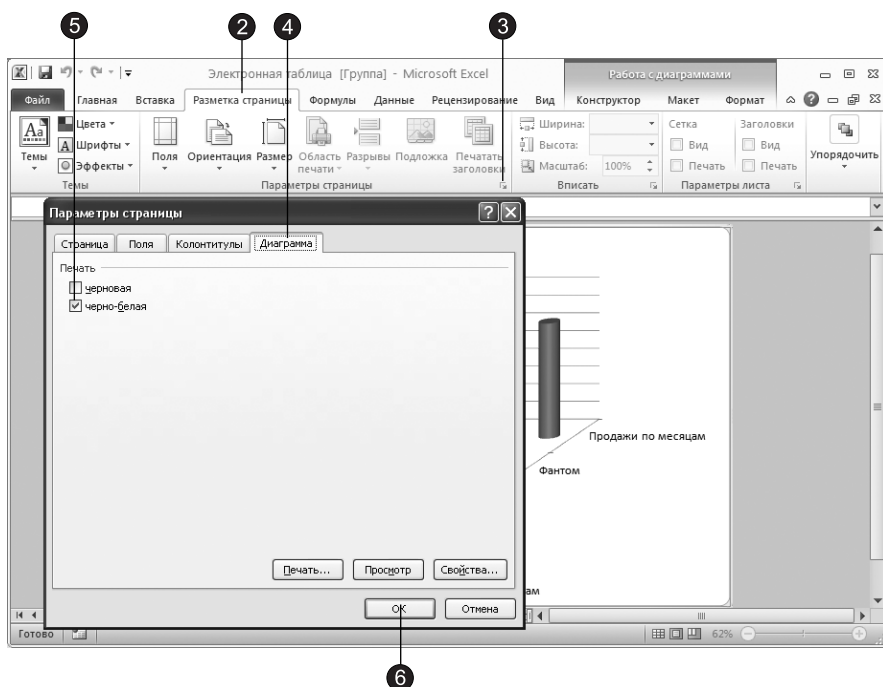 5 2 4 3
Электронная таблица [Группа] - Microsoft Excel Работа с диаграммами
Файл Главная Вставка Разметка страницы Формулы Данные Рецензирование Вид Конструктор Макет Формат
Цвета Ширина: Сетка Заголовки
Шрифты Высота: Вид Вид
Темы Эффекты Поля Ориентация Размер Область печати Разрывы Подложка Печатать заголовки Масштаб: 100% Печать Печать Упорядочить
Темы Параметры страницы Вписать Параметры листа
Параметры страницы
Страница Поля Колонтитулы Диаграмма
Печать
черновая
черно-белая
Продажи по месяцам
Фантом
Печать... Просмотр Свойства...
ам
ОК Отмена
Готово 62%
6